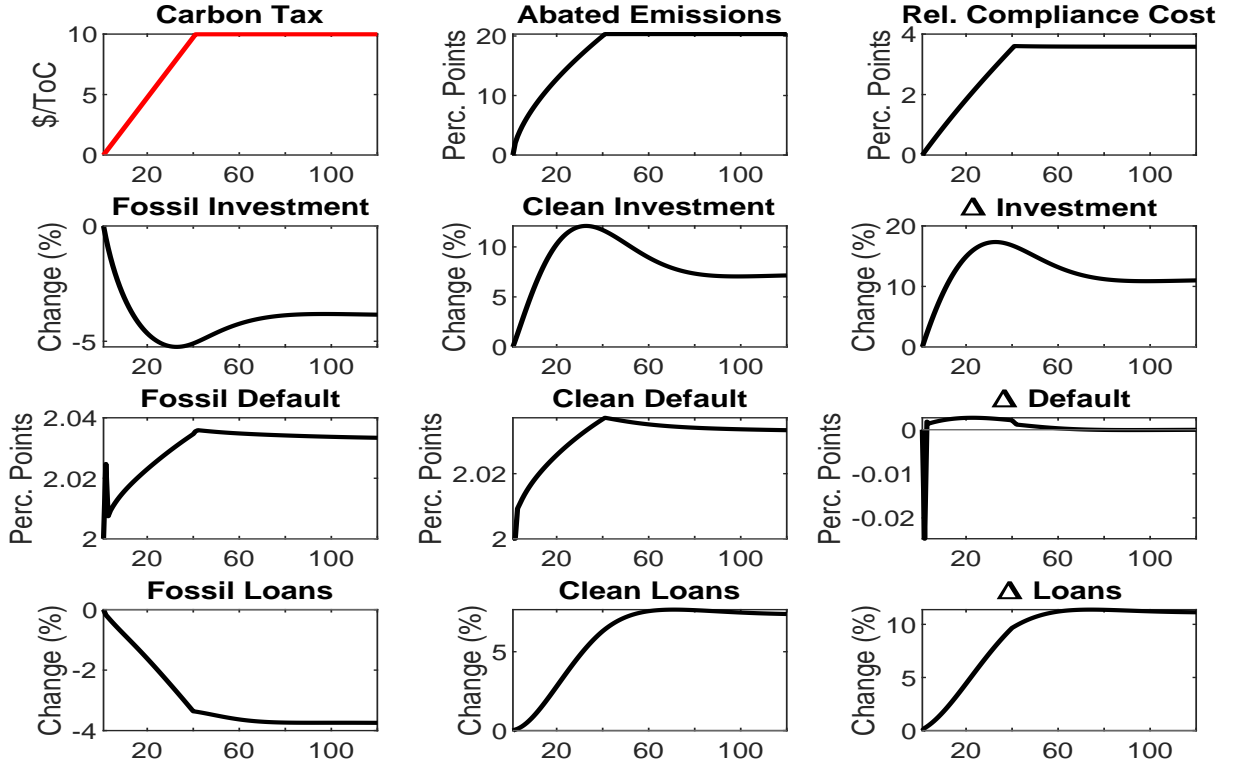 Carbon Tax
Abated Emissions
Rel. Compliance Cost
$/ToC
10
5
0
20 60 100
Perc. Points
20
10
0
20 60 100
Perc. Points
4
2
0
20 60 100
Fossil Investment
Clean Investment
Δ Investment
Change (%)
0
-5
20 60 100
Change (%)
10
5
0
20 60 100
Change (%)
20
10
0
20 60 100
Fossil Default
Clean Default
Δ Default
Perc. Points
2.04
2.02
2
20 60 100
Perc. Points
2.02
2
20 60 100
Perc. Points
0
-0.01
-0.02
20 60 100
Fossil Loans
Clean Loans
Δ Loans
Change (%)
0
-2
-4
20 60 100
Change (%)
5
0
20 60 100
Change (%)
10
5
0
20 60 100